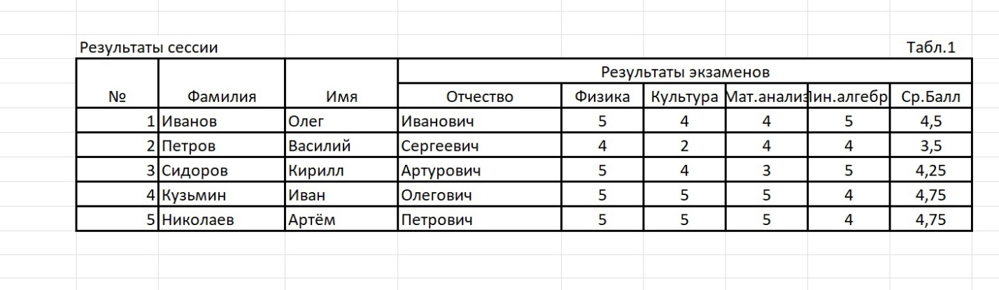 Результаты сессии Табл.1
Результаты экзаменов
№ Фамилия Имя Отчество Физика Культура Мат.анализ Лин.алгебр Ср.Балл
1 Иванов Олег Иванович 5 4 4 5 4,5
2 Петров Василий Сергеевич 4 2 4 4 3,5
3 Сидоров Кирилл Артурович 5 4 3 5 4,25
4 Кузьмин Иван Олегович 5 5 5 4 4,75
5 Николаев Артём Петрович 5 5 5 4 4,75